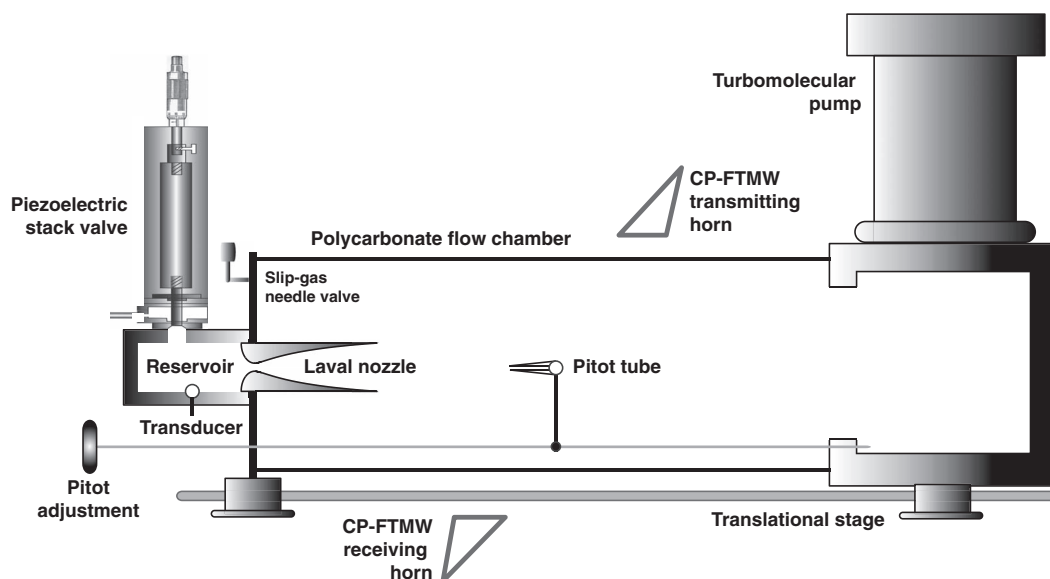 Turbomolecular
pump
CP-FTMW
transmitting
horn
Piezoelectric
stack valve
Polycarbonate flow chamber
Slip-gas
needle valve
Reservoir
Laval nozzle
Pitot tube
Transducer
Pitot
adjustment
CP-FTMW
receiving
horn
Translational stage